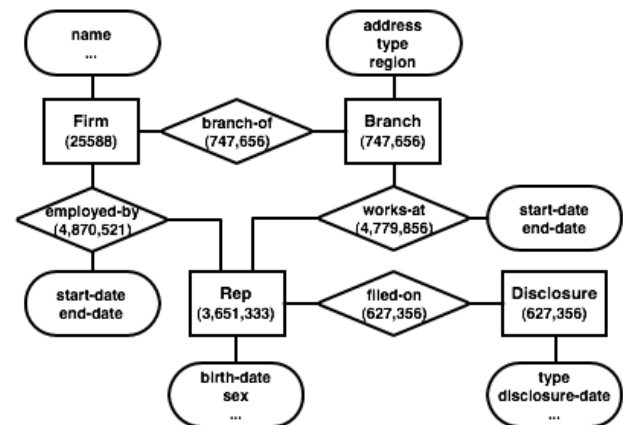 name
...
address
type
region
Firm
(25588)
branch-of
(747,656)
Branch
(747,656)
employed-by
(4,870,521)
works-at
(4,779,856)
start-date
end-date
start-date
end-date
Rep
(3,651,333)
filed-on
(627,356)
Disclosure
(627,356)
birth-date
sex
...
type
disclosure-date
...